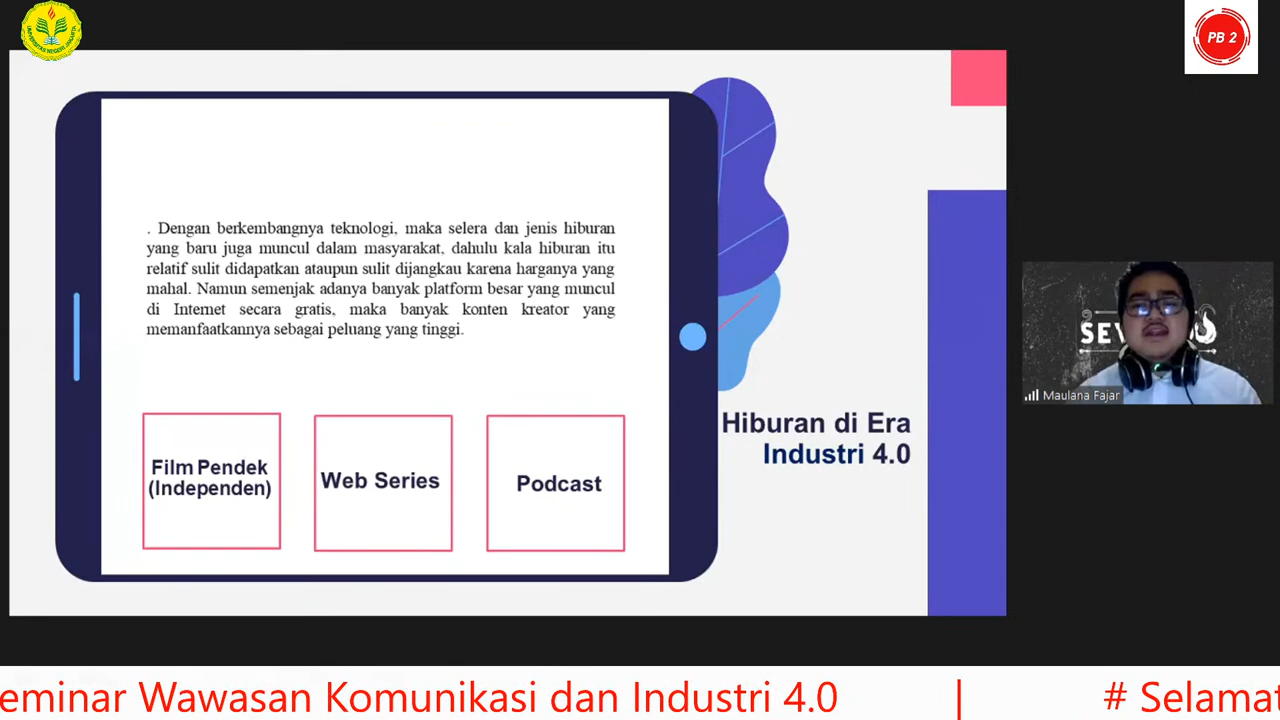 UNIVERSITAS NEGERI JAKARTA
PB 2
. Dengan berkembangnya teknologi, maka selera dan jenis hiburan
yang baru juga muncul dalam masyarakat, dahulu kala hiburan itu
relatif sulit didapatkan ataupun sulit dijangkau karena harganya yang
mahal. Namun semenjak adanya banyak platform besar yang muncul
di Internet secara gratis, maka banyak konten kreator yang
memanfaatkannya sebagai peluang yang tinggi.
Film Pendek
(Independen)
Web Series
Podcast
Hiburan di Era
Industri 4.0
Maulana Fajar
eminar Wawasan Komunikasi dan Industri 4.0 | # Selamat